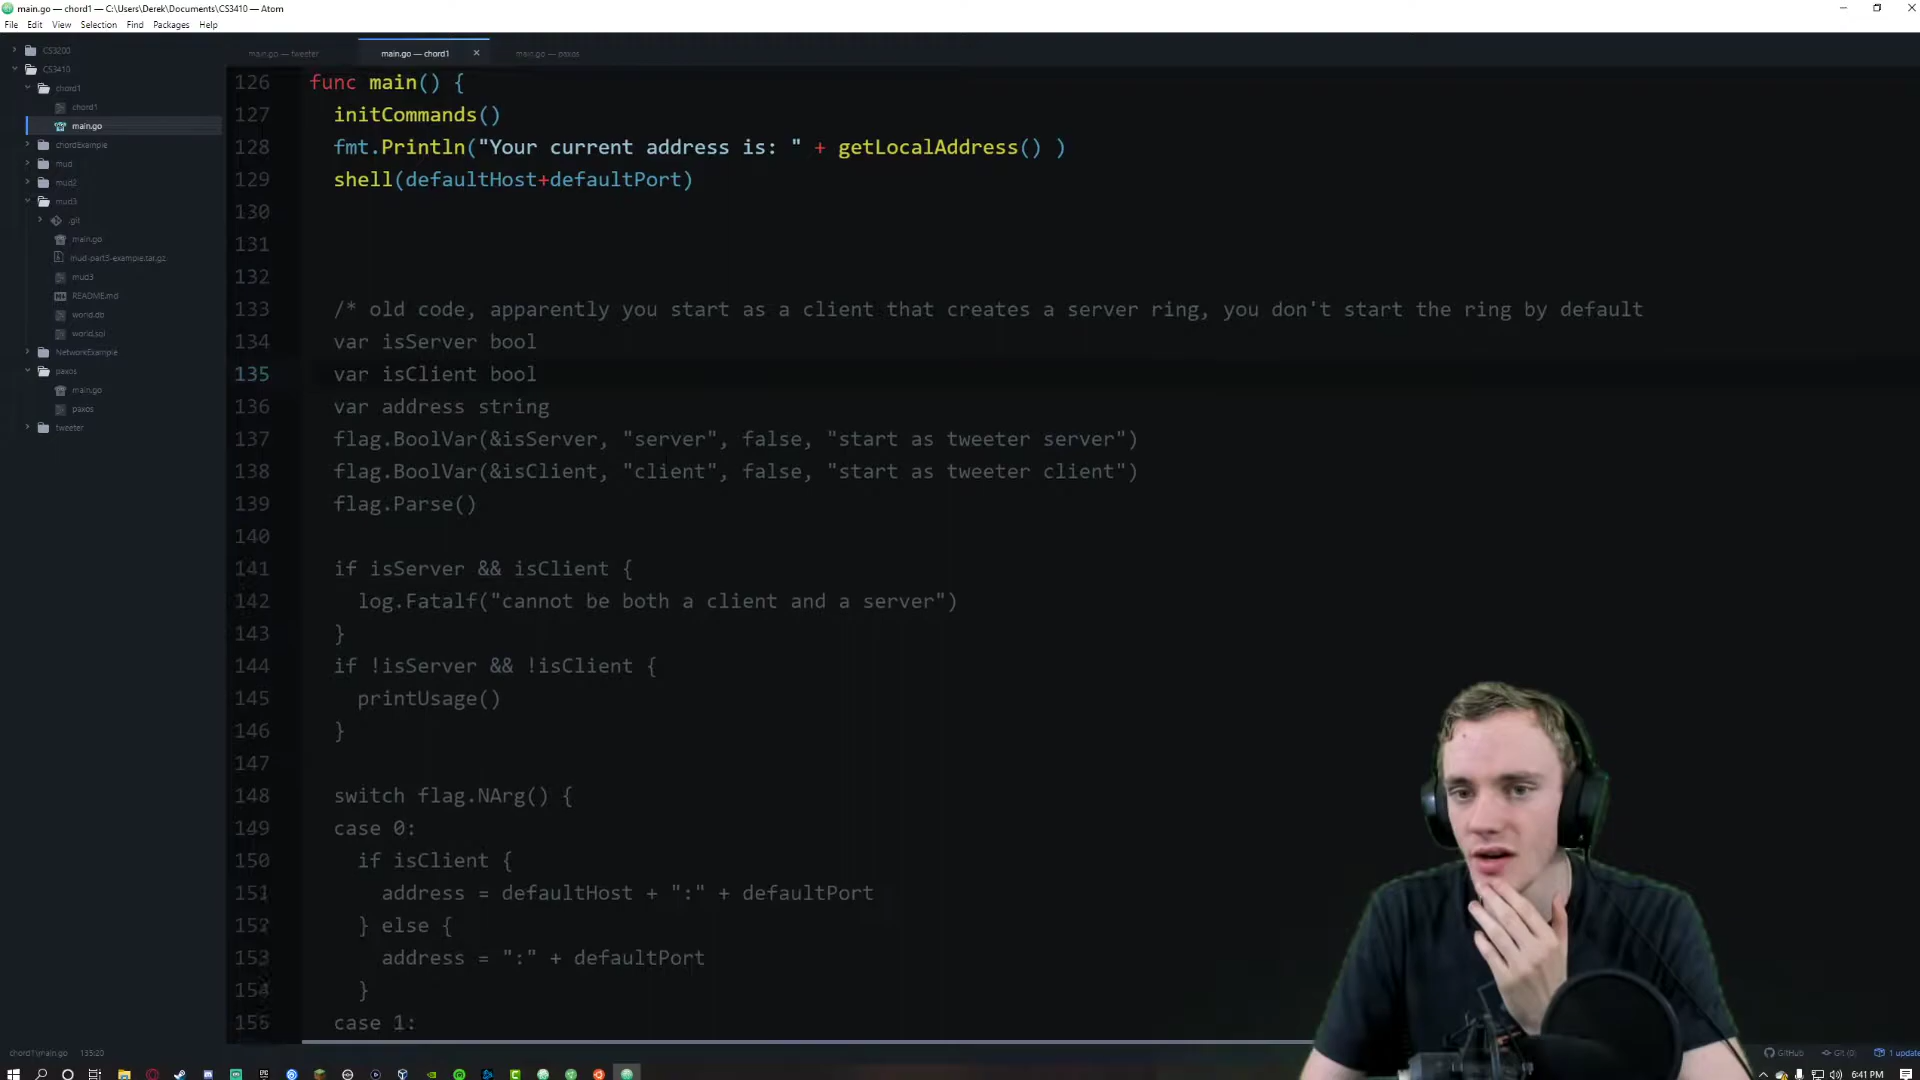 main.go — chord1 — C:\Users\Derek\Documents\CS3410 — Atom
File Edit View Selection Find Packages Help
CS3200
CS3410
chord1
chord1
main.go
chordExample
mud
mud2
mud3
.git
main.go
mud-part3-example.tar.gz
mud3
README.md
world.db
world.sql
NetworkExample
paxos
main.go
paxos
tweeter
main.go — tweeter main.go — chord1 main.go — paxos
126 func main() {
127 initCommands()
128 fmt.Println("Your current address is: " + getLocalAddress() )
129 shell(defaultHost+defaultPort)
130
131
132
133 /* old code, apparently you start as a client that creates a server ring, you don't start the ring by default
134 var isServer bool
135 var isClient bool
136 var address string
137 flag.BoolVar(&isServer, "server", false, "start as tweeter server")
138 flag.BoolVar(&isClient, "client", false, "start as tweeter client")
139 flag.Parse()
140
141 if isServer && isClient {
142 log.Fatalf("cannot be both a client and a server")
143 }
144 if !isServer && !isClient {
145 printUsage()
146 }
147
148 switch flag.NArg() {
149 case 0:
150 if isClient {
151 address = defaultHost + ":" + defaultPort
152 } else {
153 address = ":" + defaultPort
154 }
155 case 1:
chord1\main.go 135:20
GitHub Git (0) 1 update
6:41 PM